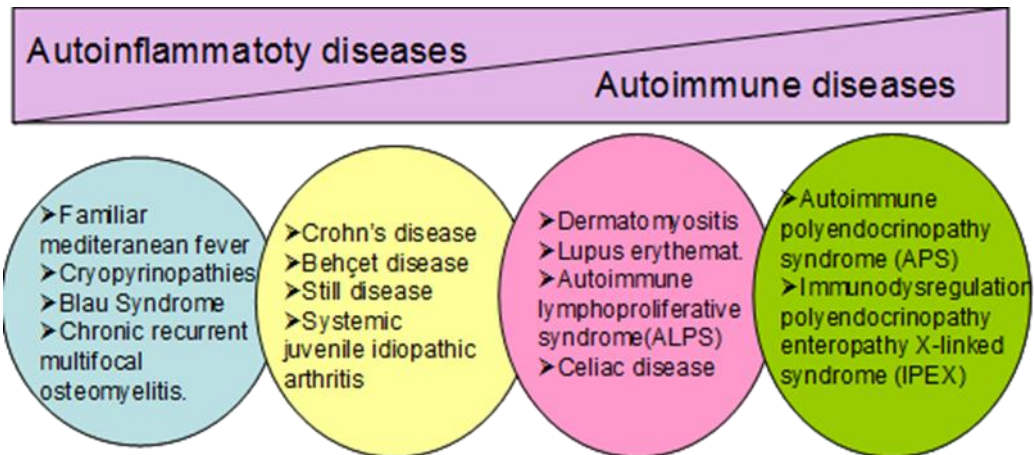 Autoinflammatoty diseases
Autoimmune diseases
➤Familiar
mediteranean fever
➤Cryopyrinopathies
➤Blau Syndrome
➤Chronic recurrent
multifocal
osteomyelitis.
➤Crohn's disease
➤Behçet disease
➤Still disease
➤Systemic
juvenile idiopathic
arthritis
➤Dermatomyositis
➤Lupus erythemat.
➤Autoimmune
lymphoproliferative
syndrome(ALPS)
➤Celiac disease
➤Autoimmune
polyendocrinopathy
syndrome (APS)
➤Immunodysregulation
polyendocrinopathy
enteropathy X-linked
syndrome (IPEX)